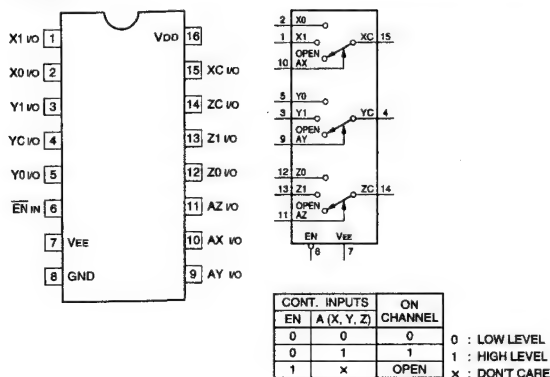 X1 I/O 1
X0 I/O 2
Y1 I/O 3
YC I/O 4
Y0 I/O 5
EN IN 6
7 VEE
8 GND
VDD 16
15 XC I/O
14 ZC I/O
13 Z1 I/O
12 Z0 I/O
11 AZ I/O
10 AX I/O
9 AY I/O
2 X0
1 X1 XC 15
OPEN
10 AX
5 Y0
3 Y1 YC 4
OPEN
9 AY
12 Z0
13 Z1 ZC 14
OPEN
11 AZ
EN VEE
6 7
CONT. INPUTS ON CHANNEL
EN A (X, Y, Z)
0 0 0
0 1 1
1 × OPEN
0 : LOW LEVEL
1 : HIGH LEVEL
× : DON'T CARE